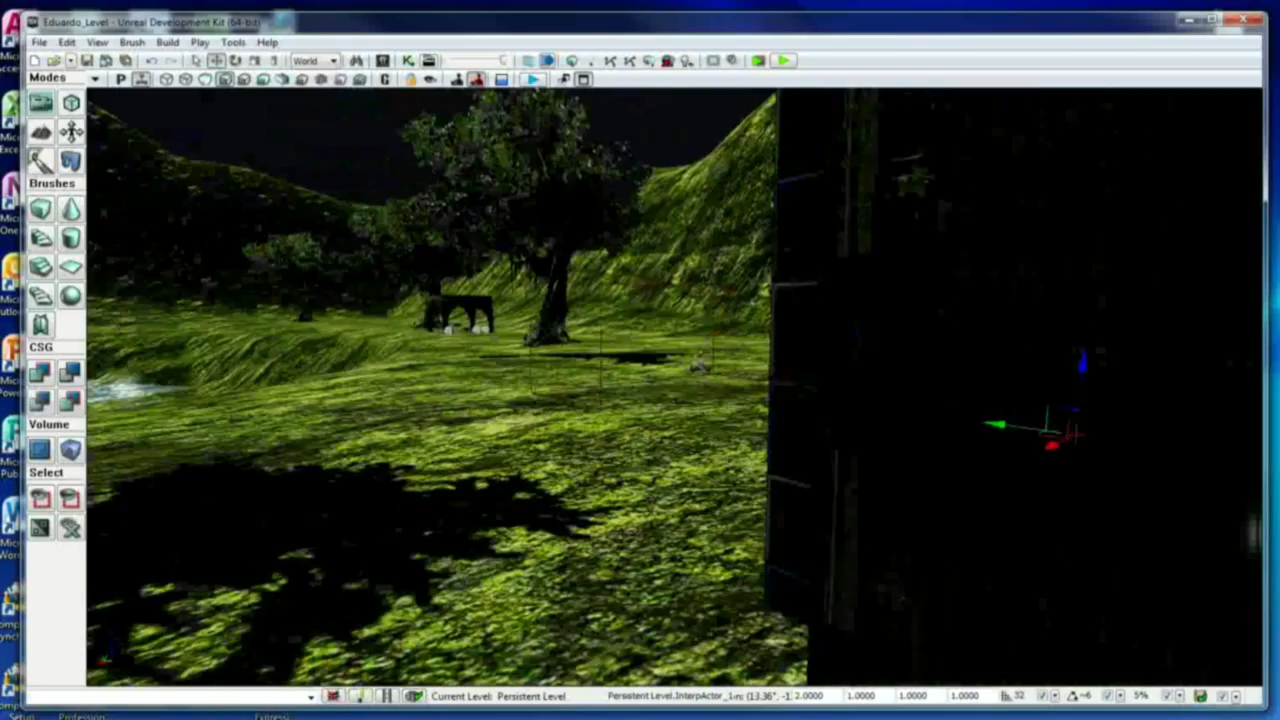 Eduardo_Level - Unreal Development Kit (64-bit)
File Edit View Brush Build Play Tools Help
World
Modes
P
G
Brushes
CSG
Volume
Select
Current Level: Persistent Level
Persistent Level.InterpActor_1
2.0000 1.0000 1.0000 1.0000
32
5%